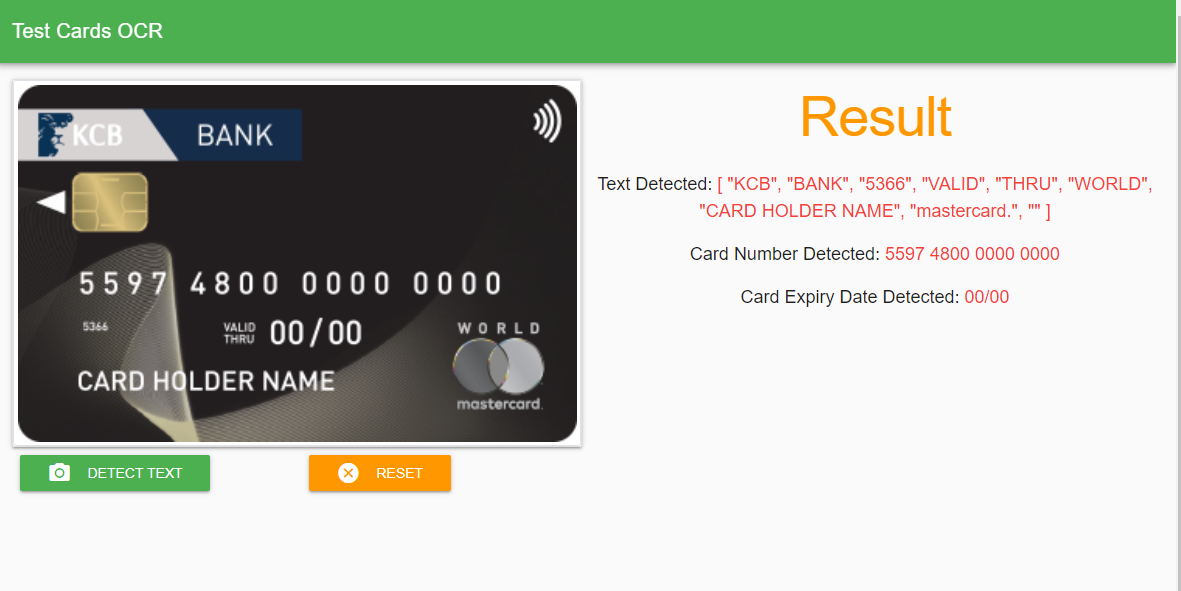 Test Cards OCR
KCB BANK
5597 4800 0000 0000
5366 VALID THRU 00/00
WORLD
CARD HOLDER NAME
mastercard.
DETECT TEXT
RESET
Result
Text Detected: [ "KCB", "BANK", "5366", "VALID", "THRU", "WORLD",
"CARD HOLDER NAME", "mastercard.", "" ]
Card Number Detected: 5597 4800 0000 0000
Card Expiry Date Detected: 00/00